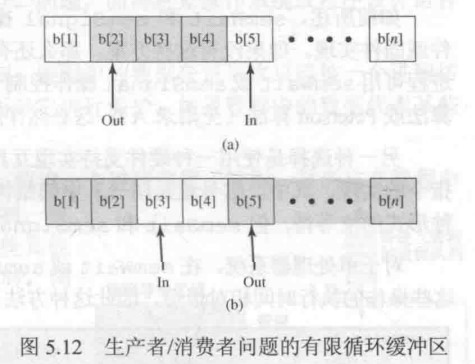 b[1] b[2] b[3] b[4] b[5] • • • • b[n]
Out In
(a)
b[1] b[2] b[3] b[4] b[5] • • • • b[n]
In Out
(b)
图 5.12 生产者/消费者问题的有限循环缓冲区